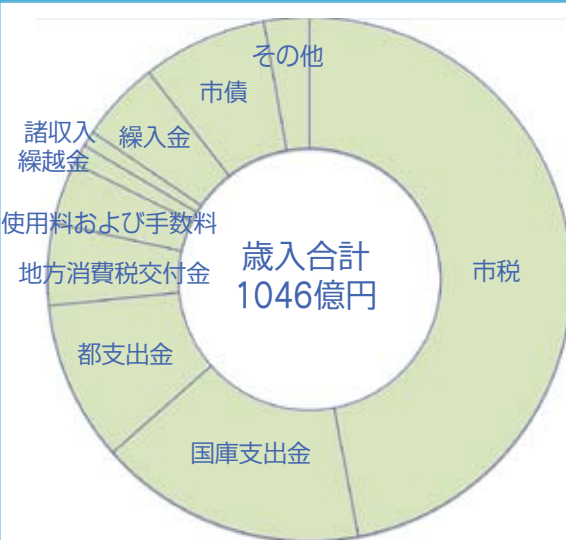 その他
市債
繰入金
諸収入
繰越金
使用料および手数料
地方消費税交付金
都支出金
国庫支出金
市税
歳入合計
1046億円